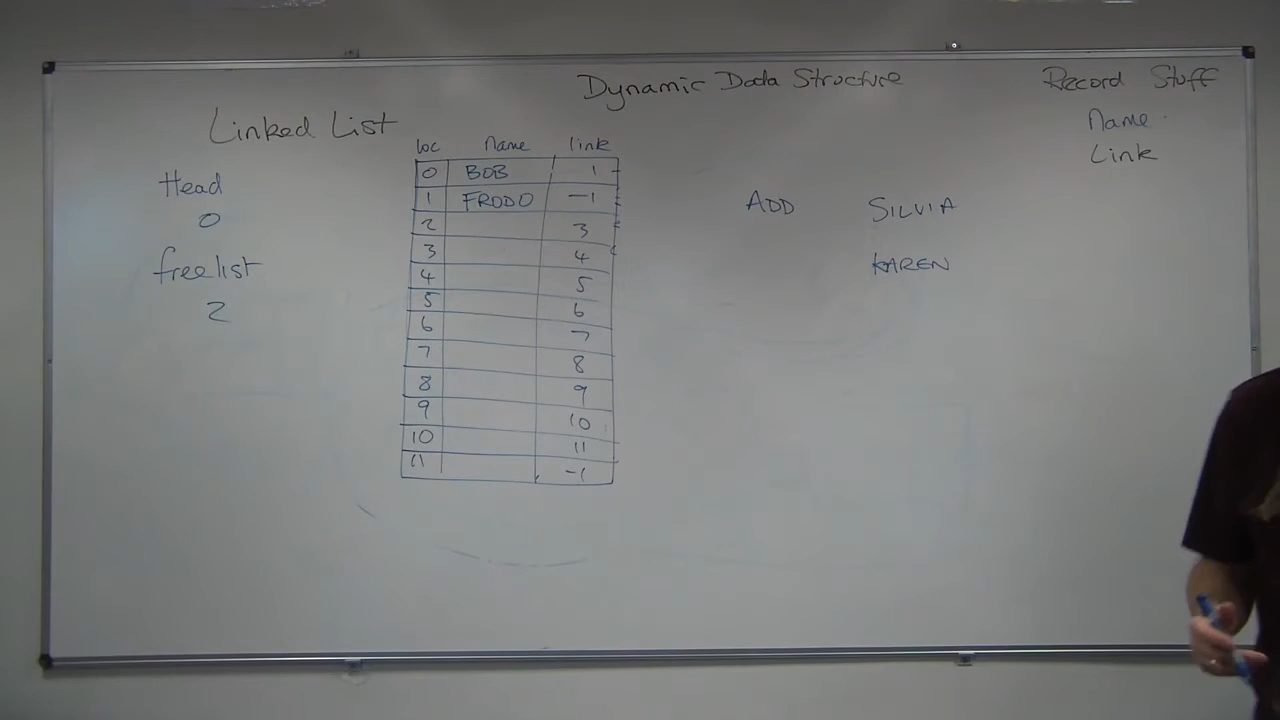 Dynamic Data Structure
Record Stuff
Name
Link
Linked List
Head
0
freelist
2
loc name link
0 BOB 1
1 FRODO -1
2 3
3 4
4 5
5 6
6 7
7 8
8 9
9 10
10 11
11 -1
ADD SILVIA
KAREN